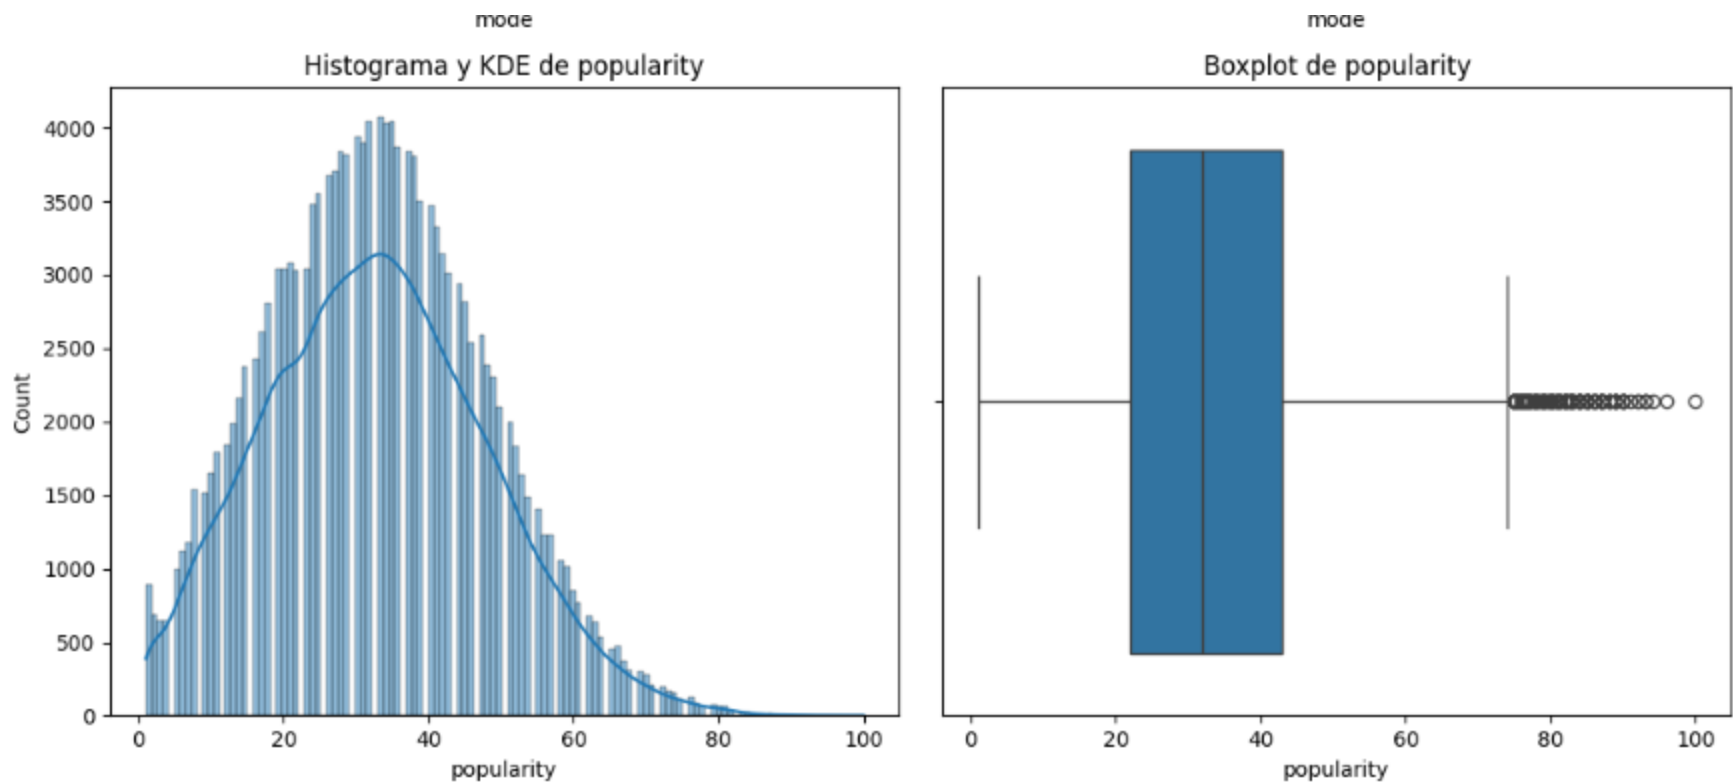 mode
mode
Histograma y KDE de popularity
Boxplot de popularity
4000
3500
3000
2500
2000
1500
1000
500
0
Count
0 20 40 60 80 100
popularity
0 20 40 60 80 100
popularity